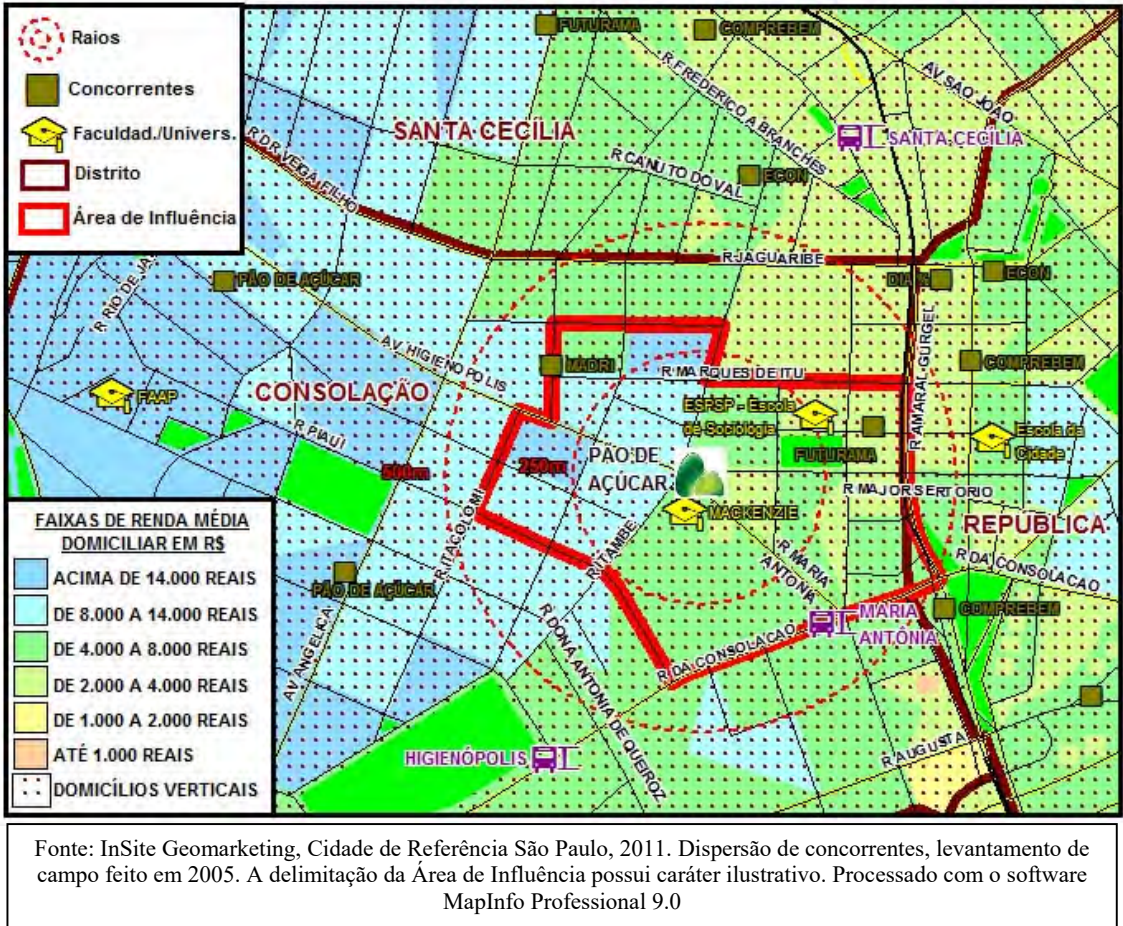 Raios
Concorrentes
Faculdad./Univers.
Distrito
Área de Influência
FUTURAMA
COMPREBEM
R.FREDERICO A BRANCHES
AV SAO JOAO
SANTA CECÍLIA
SANTA CECÍLIA
R DR VEIGA FILHO
R CANUTO DO VAL
ECON
R JAGUARIBE
DIA %
ECON
PÃO DE AÇÚCAR
R RIO DE JA
AV HIGIENOPOLIS
MADRI
R MARQUES DE ITU
R AMARAL GURGEL
COMPREBEM
CONSOLAÇÃO
FAAP
ESPSP - Escola
de Sociologia
Escola da
Cidade
R PIAUÍ
500m
250m
PÃO DE
AÇÚCAR
FUTURAMA
R MAJOR SERTORIO
MACKENZIE
REPÚBLICA
R ITACOLOMI
R ITAMBE
R MARIA
ANTONIA
R DA CONSOLACAO
PÃO DE AÇÚCAR
COMPREBEM
MARIA
ANTÔNIA
R DA CONSOLACAO
R DONA ANTONIA DE QUEIROZ
AV ANGELICA
HIGIENÓPOLIS
R AUGUSTA
FAIXAS DE RENDA MÉDIA
DOMICILIAR EM R$
ACIMA DE 14.000 REAIS
DE 8.000 A 14.000 REAIS
DE 4.000 A 8.000 REAIS
DE 2.000 A 4.000 REAIS
DE 1.000 A 2.000 REAIS
ATÉ 1.000 REAIS
DOMICÍLIOS VERTICAIS
Fonte: InSite Geomarketing, Cidade de Referência São Paulo, 2011. Dispersão de concorrentes, levantamento de
campo feito em 2005. A delimitação da Área de Influência possui caráter ilustrativo. Processado com o software
MapInfo Professional 9.0